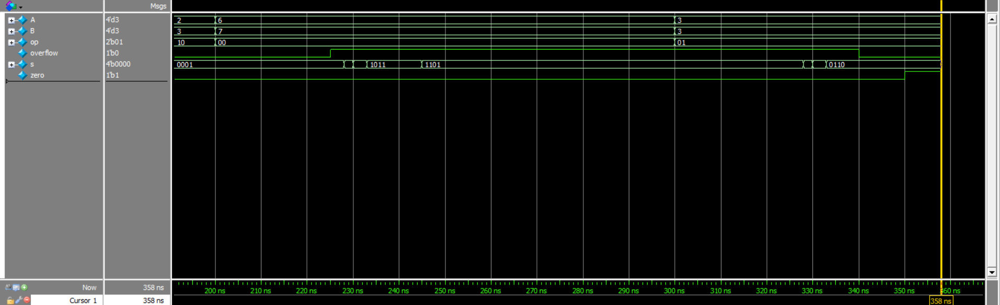 Msgs
A 4'd3 2 6 3
B 4'd3 3 7 3
op 2'b01 10 00 01
overflow 1'b0
s 4'b0000 0001 1011 1101 0110
zero 1'b1
Now 358 ns 200 ns 210 ns 220 ns 230 ns 240 ns 250 ns 260 ns 270 ns 280 ns 290 ns 300 ns 310 ns 320 ns 330 ns 340 ns 350 ns 60 ns
Cursor 1 358 ns 358 ns